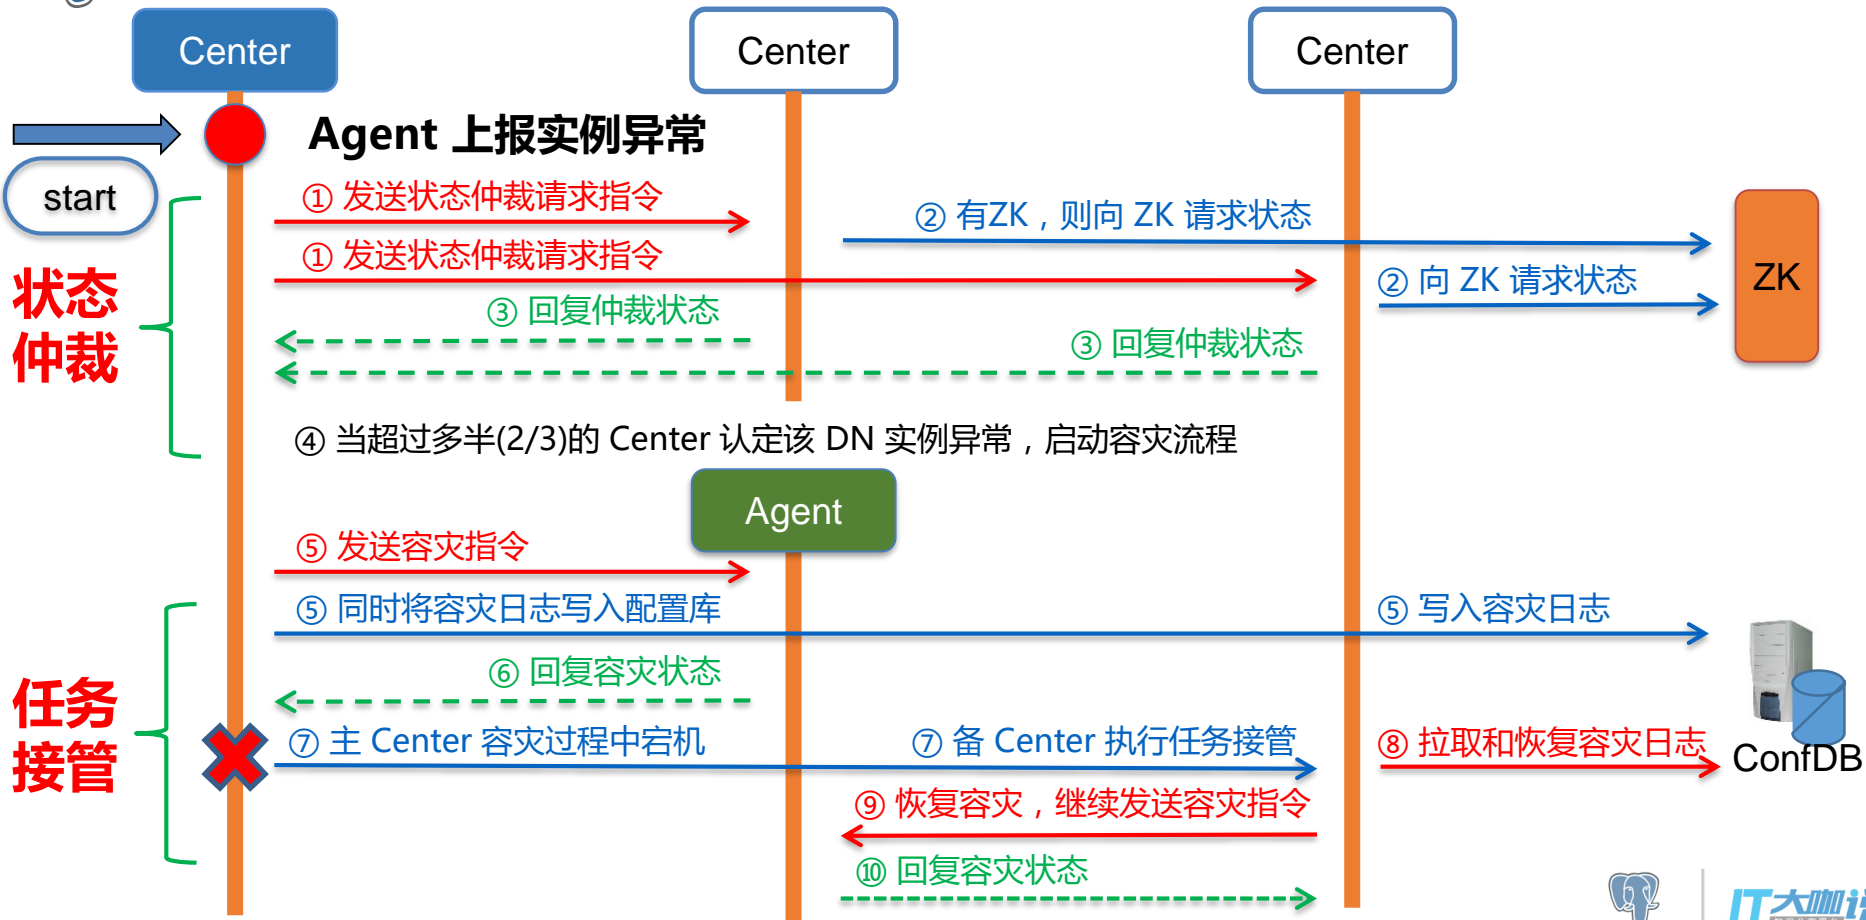 Center
Center
Center
Agent 上报实例异常
start
① 发送状态仲裁请求指令
② 有ZK，则向 ZK 请求状态
① 发送状态仲裁请求指令
② 向 ZK 请求状态
ZK
状态
仲裁
③ 回复仲裁状态
③ 回复仲裁状态
④ 当超过多半(2/3)的 Center 认定该 DN 实例异常，启动容灾流程
Agent
⑤ 发送容灾指令
⑤ 同时将容灾日志写入配置库
⑤ 写入容灾日志
⑥ 回复容灾状态
任务
接管
⑦ 主 Center 容灾过程中宕机
⑦ 备 Center 执行任务接管
⑧ 拉取和恢复容灾日志
ConfDB
⑨ 恢复容灾，继续发送容灾指令
⑩ 回复容灾状态
IT大咖说